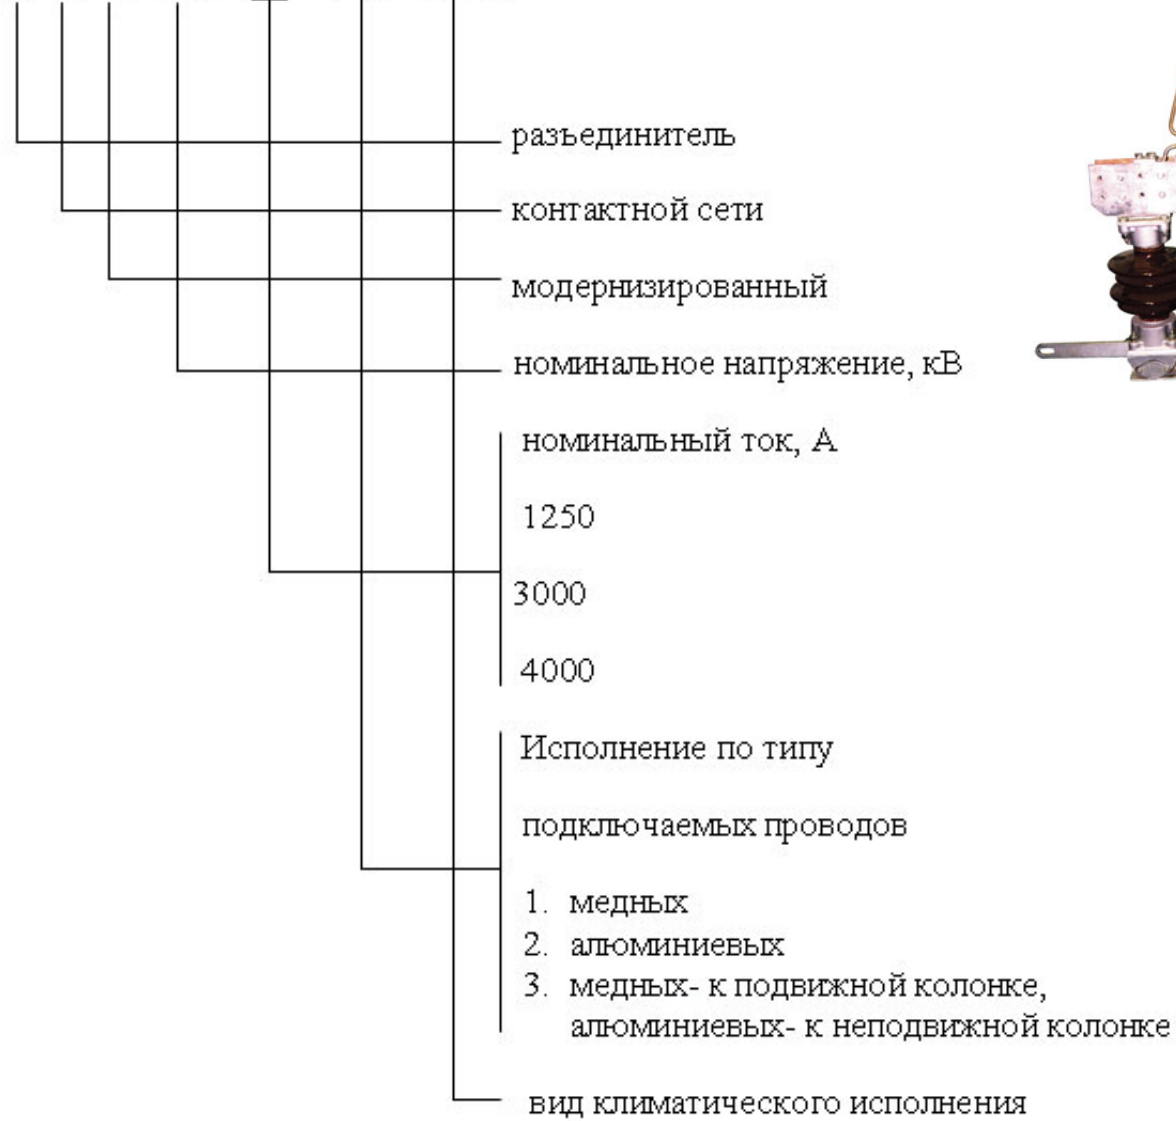 разъединитель
контактной сети
модернизированный
номинальное напряжение, кВ
номинальный ток, А
1250
3000
4000
Исполнение по типу
подключаемых проводов
1. медных
2. алюминиевых
3. медных- к подвижной колонке,
алюминиевых- к неподвижной колонке
вид климатического исполнения